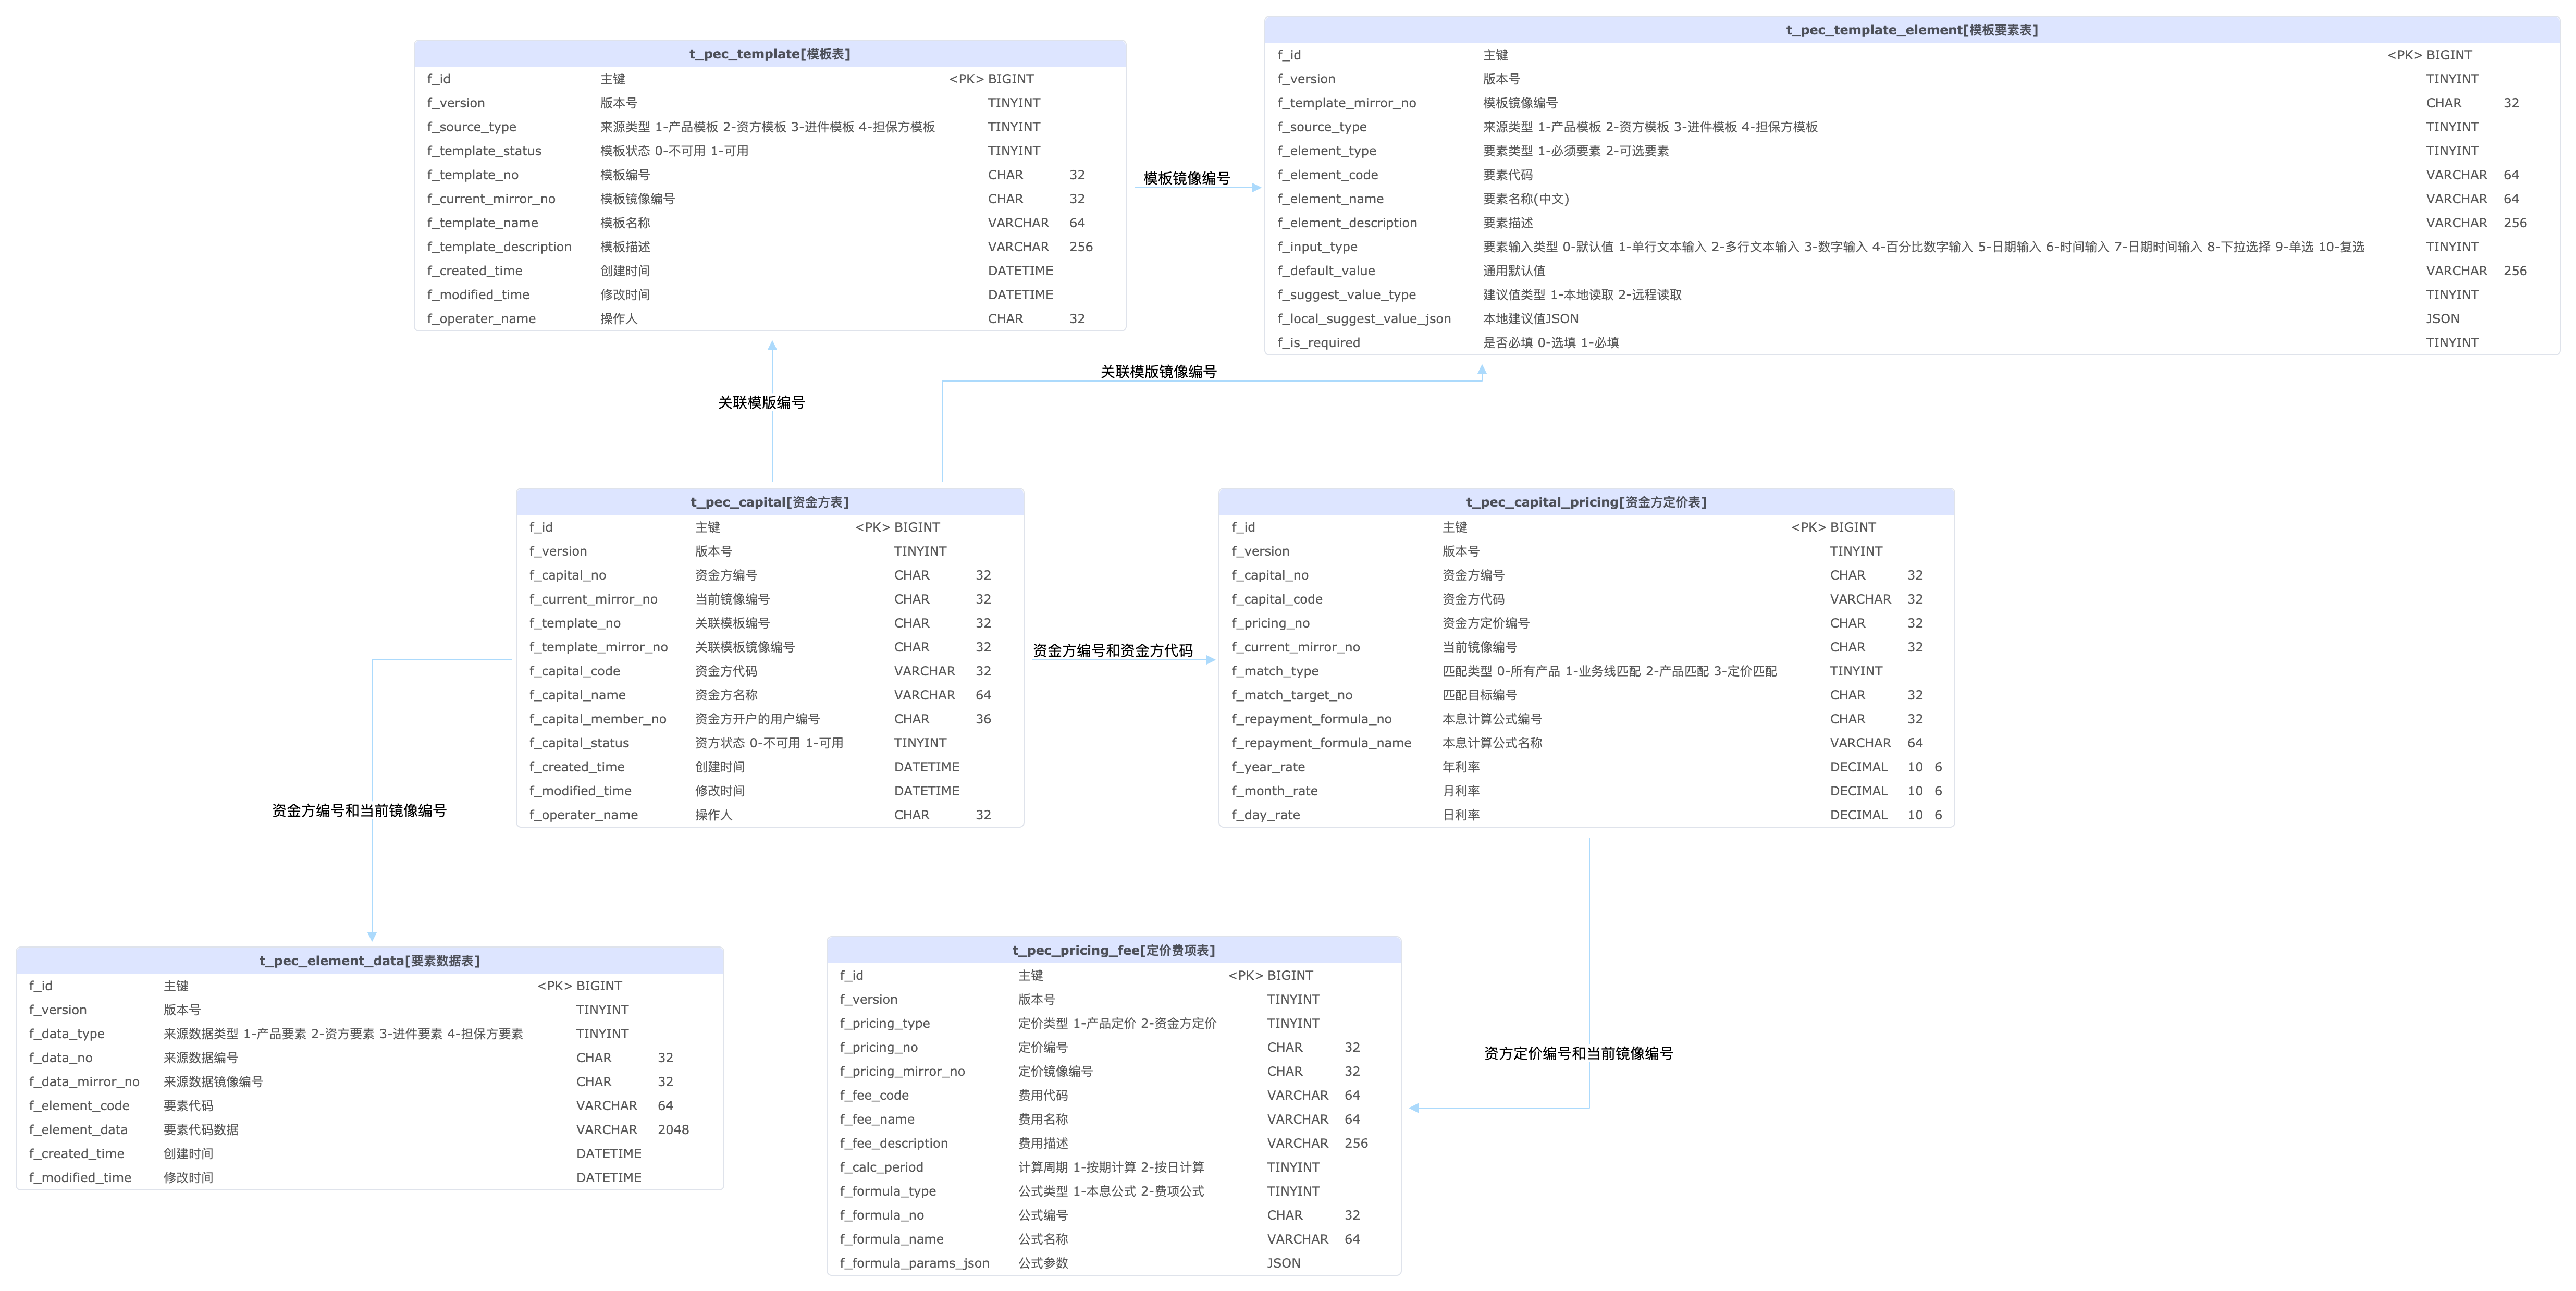 t_pec_template[模板表]
f_id 主键 <PK> BIGINT
f_version 版本号 TINYINT
f_source_type 来源类型 1-产品模板 2-资方模板 3-进件模板 4-担保方模板 TINYINT
f_template_status 模板状态 0-不可用 1-可用 TINYINT
f_template_no 模板编号 CHAR 32
f_current_mirror_no 模板镜像编号 CHAR 32
f_template_name 模板名称 VARCHAR 64
f_template_description 模板描述 VARCHAR 256
f_created_time 创建时间 DATETIME
f_modified_time 修改时间 DATETIME
f_operater_name 操作人 CHAR 32
模板镜像编号
t_pec_template_element[模板要素表]
f_id 主键 <PK> BIGINT
f_version 版本号 TINYINT
f_template_mirror_no 模板镜像编号 CHAR 32
f_source_type 来源类型 1-产品模板 2-资方模板 3-进件模板 4-担保方模板 TINYINT
f_element_type 要素类型 1-必须要素 2-可选要素 TINYINT
f_element_code 要素代码 VARCHAR 64
f_element_name 要素名称(中文) VARCHAR 64
f_element_description 要素描述 VARCHAR 256
f_input_type 要素输入类型 0-默认值 1-单行文本输入 2-多行文本输入 3-数字输入 4-百分比数字输入 5-日期输入 6-时间输入 7-日期时间输入 8-下拉选择 9-单选 10-复选 TINYINT
f_default_value 通用默认值 VARCHAR 256
f_suggest_value_type 建议值类型 1-本地读取 2-远程读取 TINYINT
f_local_suggest_value_json 本地建议值JSON JSON
f_is_required 是否必填 0-选填 1-必填 TINYINT
关联模版镜像编号
关联模版编号
t_pec_capital[资金方表]
f_id 主键 <PK> BIGINT
f_version 版本号 TINYINT
f_capital_no 资金方编号 CHAR 32
f_current_mirror_no 当前镜像编号 CHAR 32
f_template_no 关联模板编号 CHAR 32
f_template_mirror_no 关联模板镜像编号 CHAR 32
f_capital_code 资金方代码 VARCHAR 32
f_capital_name 资金方名称 VARCHAR 64
f_capital_member_no 资金方开户的用户编号 CHAR 36
f_capital_status 资方状态 0-不可用 1-可用 TINYINT
f_created_time 创建时间 DATETIME
f_modified_time 修改时间 DATETIME
f_operater_name 操作人 CHAR 32
资金方编号和资金方代码
t_pec_capital_pricing[资金方定价表]
f_id 主键 <PK> BIGINT
f_version 版本号 TINYINT
f_capital_no 资金方编号 CHAR 32
f_capital_code 资金方代码 VARCHAR 32
f_pricing_no 资金方定价编号 CHAR 32
f_current_mirror_no 当前镜像编号 CHAR 32
f_match_type 匹配类型 0-所有产品 1-业务线匹配 2-产品匹配 3-定价匹配 TINYINT
f_match_target_no 匹配目标编号 CHAR 32
f_repayment_formula_no 本息计算公式编号 CHAR 32
f_repayment_formula_name 本息计算公式名称 VARCHAR 64
f_year_rate 年利率 DECIMAL 10 6
f_month_rate 月利率 DECIMAL 10 6
f_day_rate 日利率 DECIMAL 10 6
资金方编号和当前镜像编号
t_pec_element_data[要素数据表]
f_id 主键 <PK> BIGINT
f_version 版本号 TINYINT
f_data_type 来源数据类型 1-产品要素 2-资方要素 3-进件要素 4-担保方要素 TINYINT
f_data_no 来源数据编号 CHAR 32
f_data_mirror_no 来源数据镜像编号 CHAR 32
f_element_code 要素代码 VARCHAR 64
f_element_data 要素代码数据 VARCHAR 2048
f_created_time 创建时间 DATETIME
f_modified_time 修改时间 DATETIME
t_pec_pricing_fee[定价费项表]
f_id 主键 <PK> BIGINT
f_version 版本号 TINYINT
f_pricing_type 定价类型 1-产品定价 2-资金方定价 TINYINT
f_pricing_no 定价编号 CHAR 32
f_pricing_mirror_no 定价镜像编号 CHAR 32
f_fee_code 费用代码 VARCHAR 64
f_fee_name 费用名称 VARCHAR 64
f_fee_description 费用描述 VARCHAR 256
f_calc_period 计算周期 1-按期计算 2-按日计算 TINYINT
f_formula_type 公式类型 1-本息公式 2-费项公式 TINYINT
f_formula_no 公式编号 CHAR 32
f_formula_name 公式名称 VARCHAR 64
f_formula_params_json 公式参数 JSON
资方定价编号和当前镜像编号